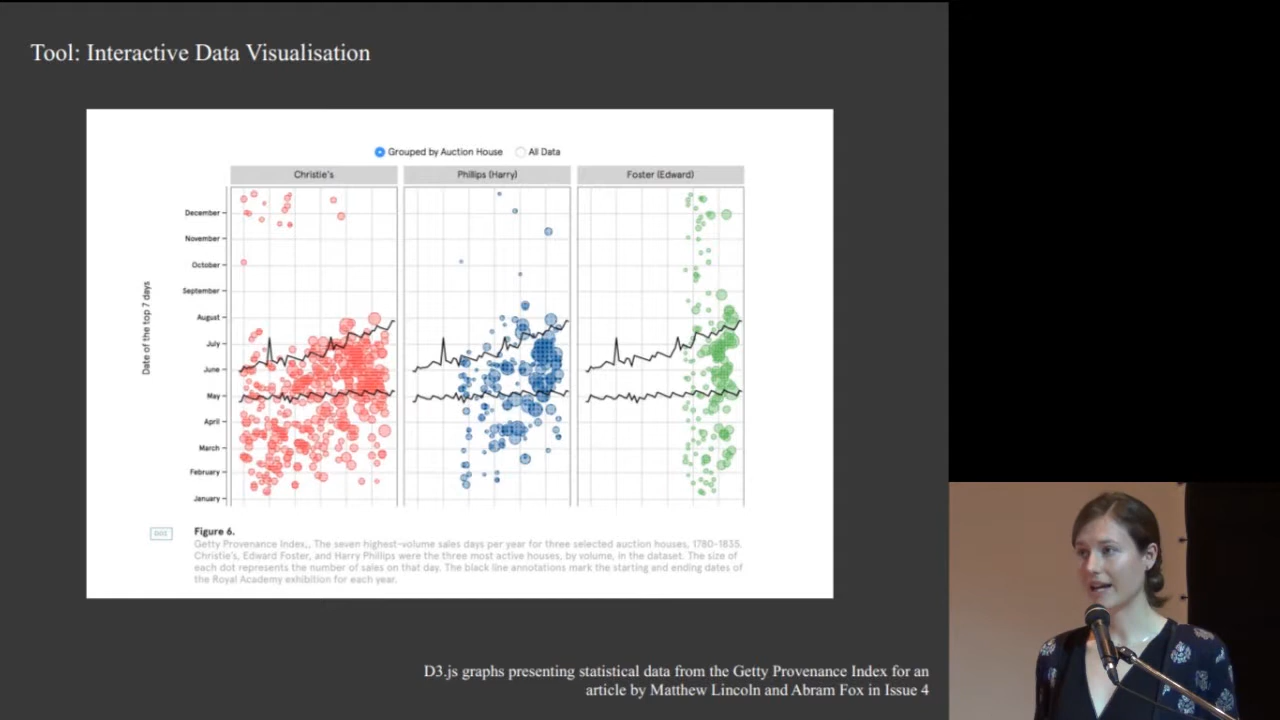 Tool: Interactive Data Visualisation
Grouped by Auction House
All Data
Christie's
Phillips (Harry)
Foster (Edward)
Date of the top 7 days
December
November
October
September
August
July
June
May
April
March
February
January
DOI
Figure 6.
Getty Provenance Index,. The seven highest-volume sales days per year for three selected auction houses, 1780-1835.
Christie's, Edward Foster, and Harry Phillips were the three most active houses, by volume, in the dataset. The size of
each dot represents the number of sales on that day. The black line annotations mark the starting and ending dates of
the Royal Academy exhibition for each year.
D3.js graphs presenting statistical data from the Getty Provenance Index for an
article by Matthew Lincoln and Abram Fox in Issue 4